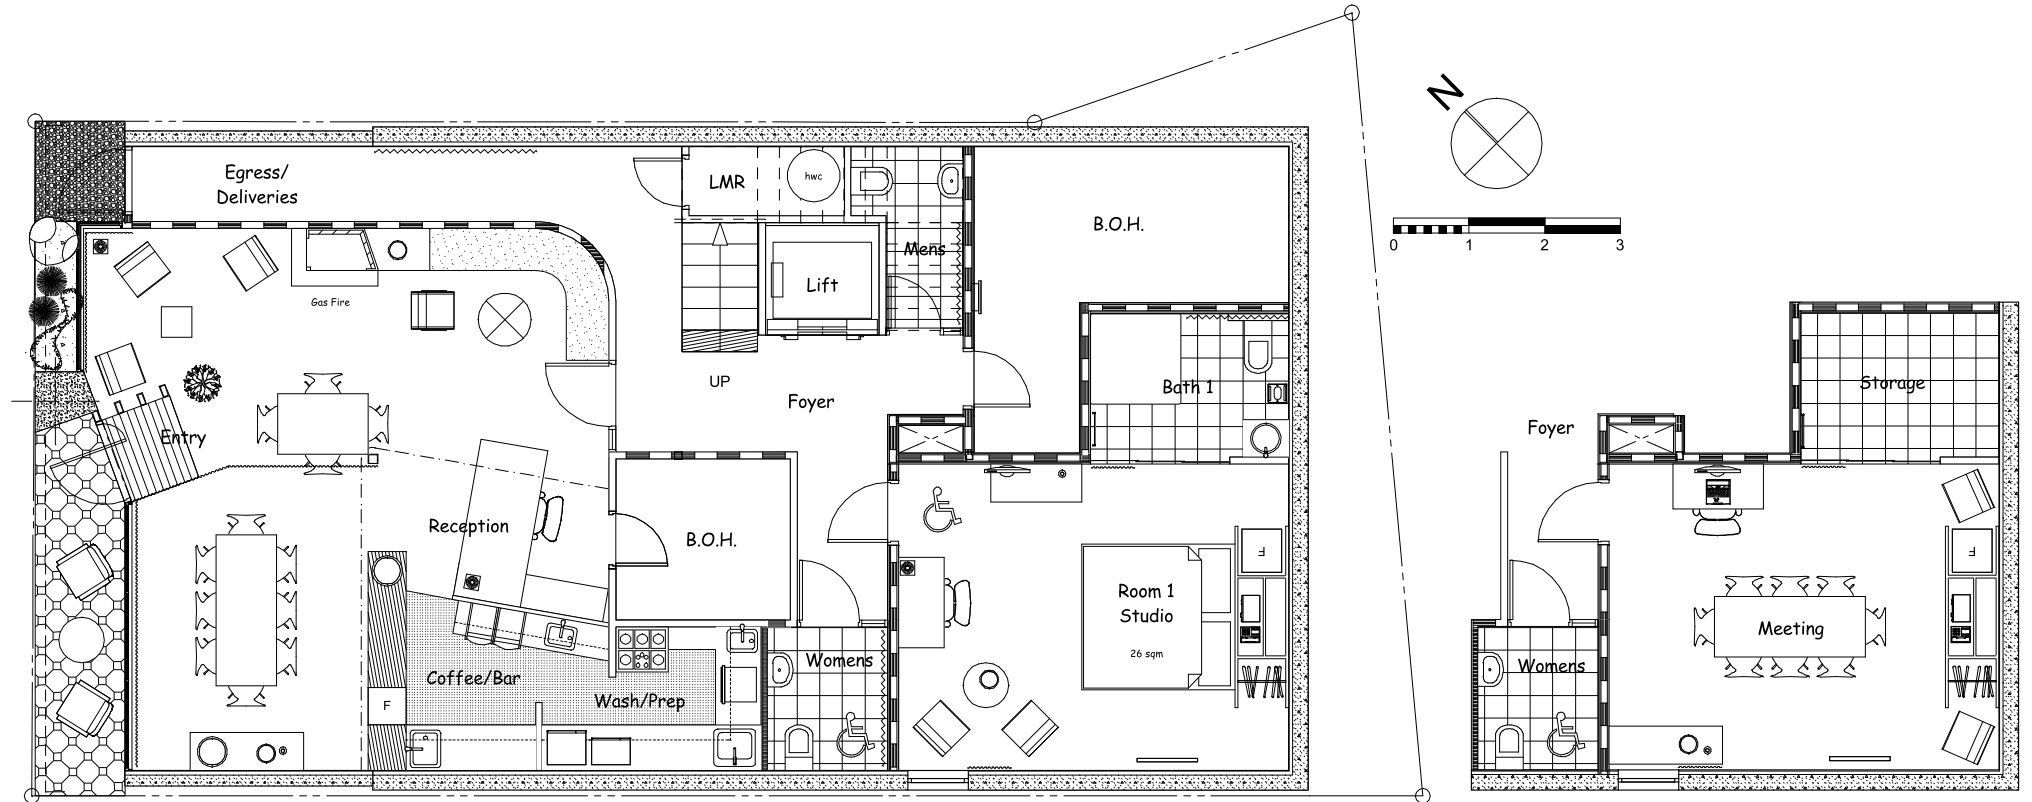 N
Egress/
Deliveries
LMR
hwc
B.O.H.
0 1 2 3
Mens
Lift
Gas Fire
UP
Bath 1
Storage
Foyer
Foyer
Entry
Reception
B.O.H.
F
F
Room 1
Studio
26 sqm
Meeting
Womens
Womens
Coffee/Bar
Wash/Prep
F